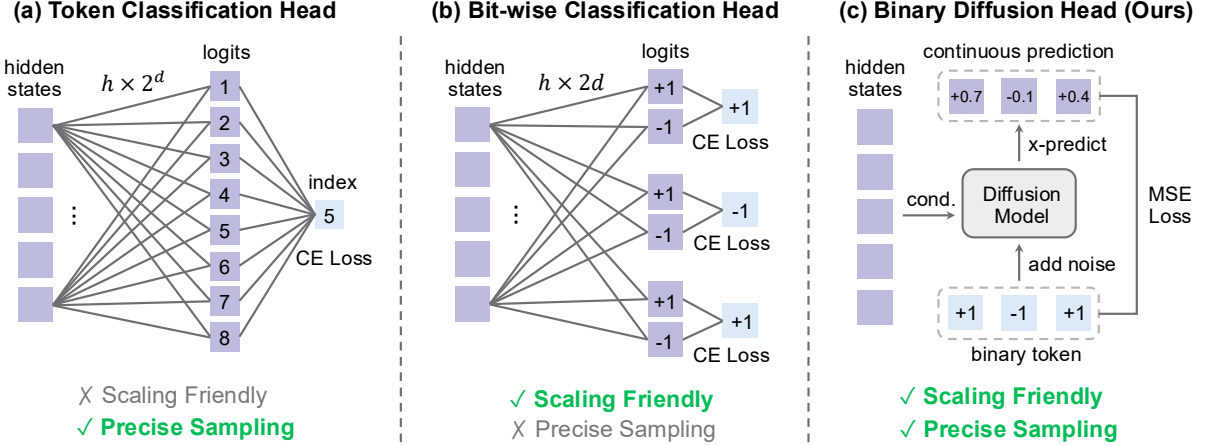 (a) Token Classification Head
hidden
states
h × 2^d
logits
1
2
3
4
5
6
7
8
⋮
index
5
CE Loss
✗ Scaling Friendly
✓ Precise Sampling
(b) Bit-wise Classification Head
hidden
states
h × 2d
logits
+1
-1
+1
CE Loss
⋮
+1
-1
-1
CE Loss
+1
-1
+1
CE Loss
✓ Scaling Friendly
✗ Precise Sampling
(c) Binary Diffusion Head (Ours)
hidden
states
continuous prediction
+0.7 -0.1 +0.4
x-predict
cond.
Diffusion
Model
MSE
Loss
add noise
+1 -1 +1
binary token
✓ Scaling Friendly
✓ Precise Sampling